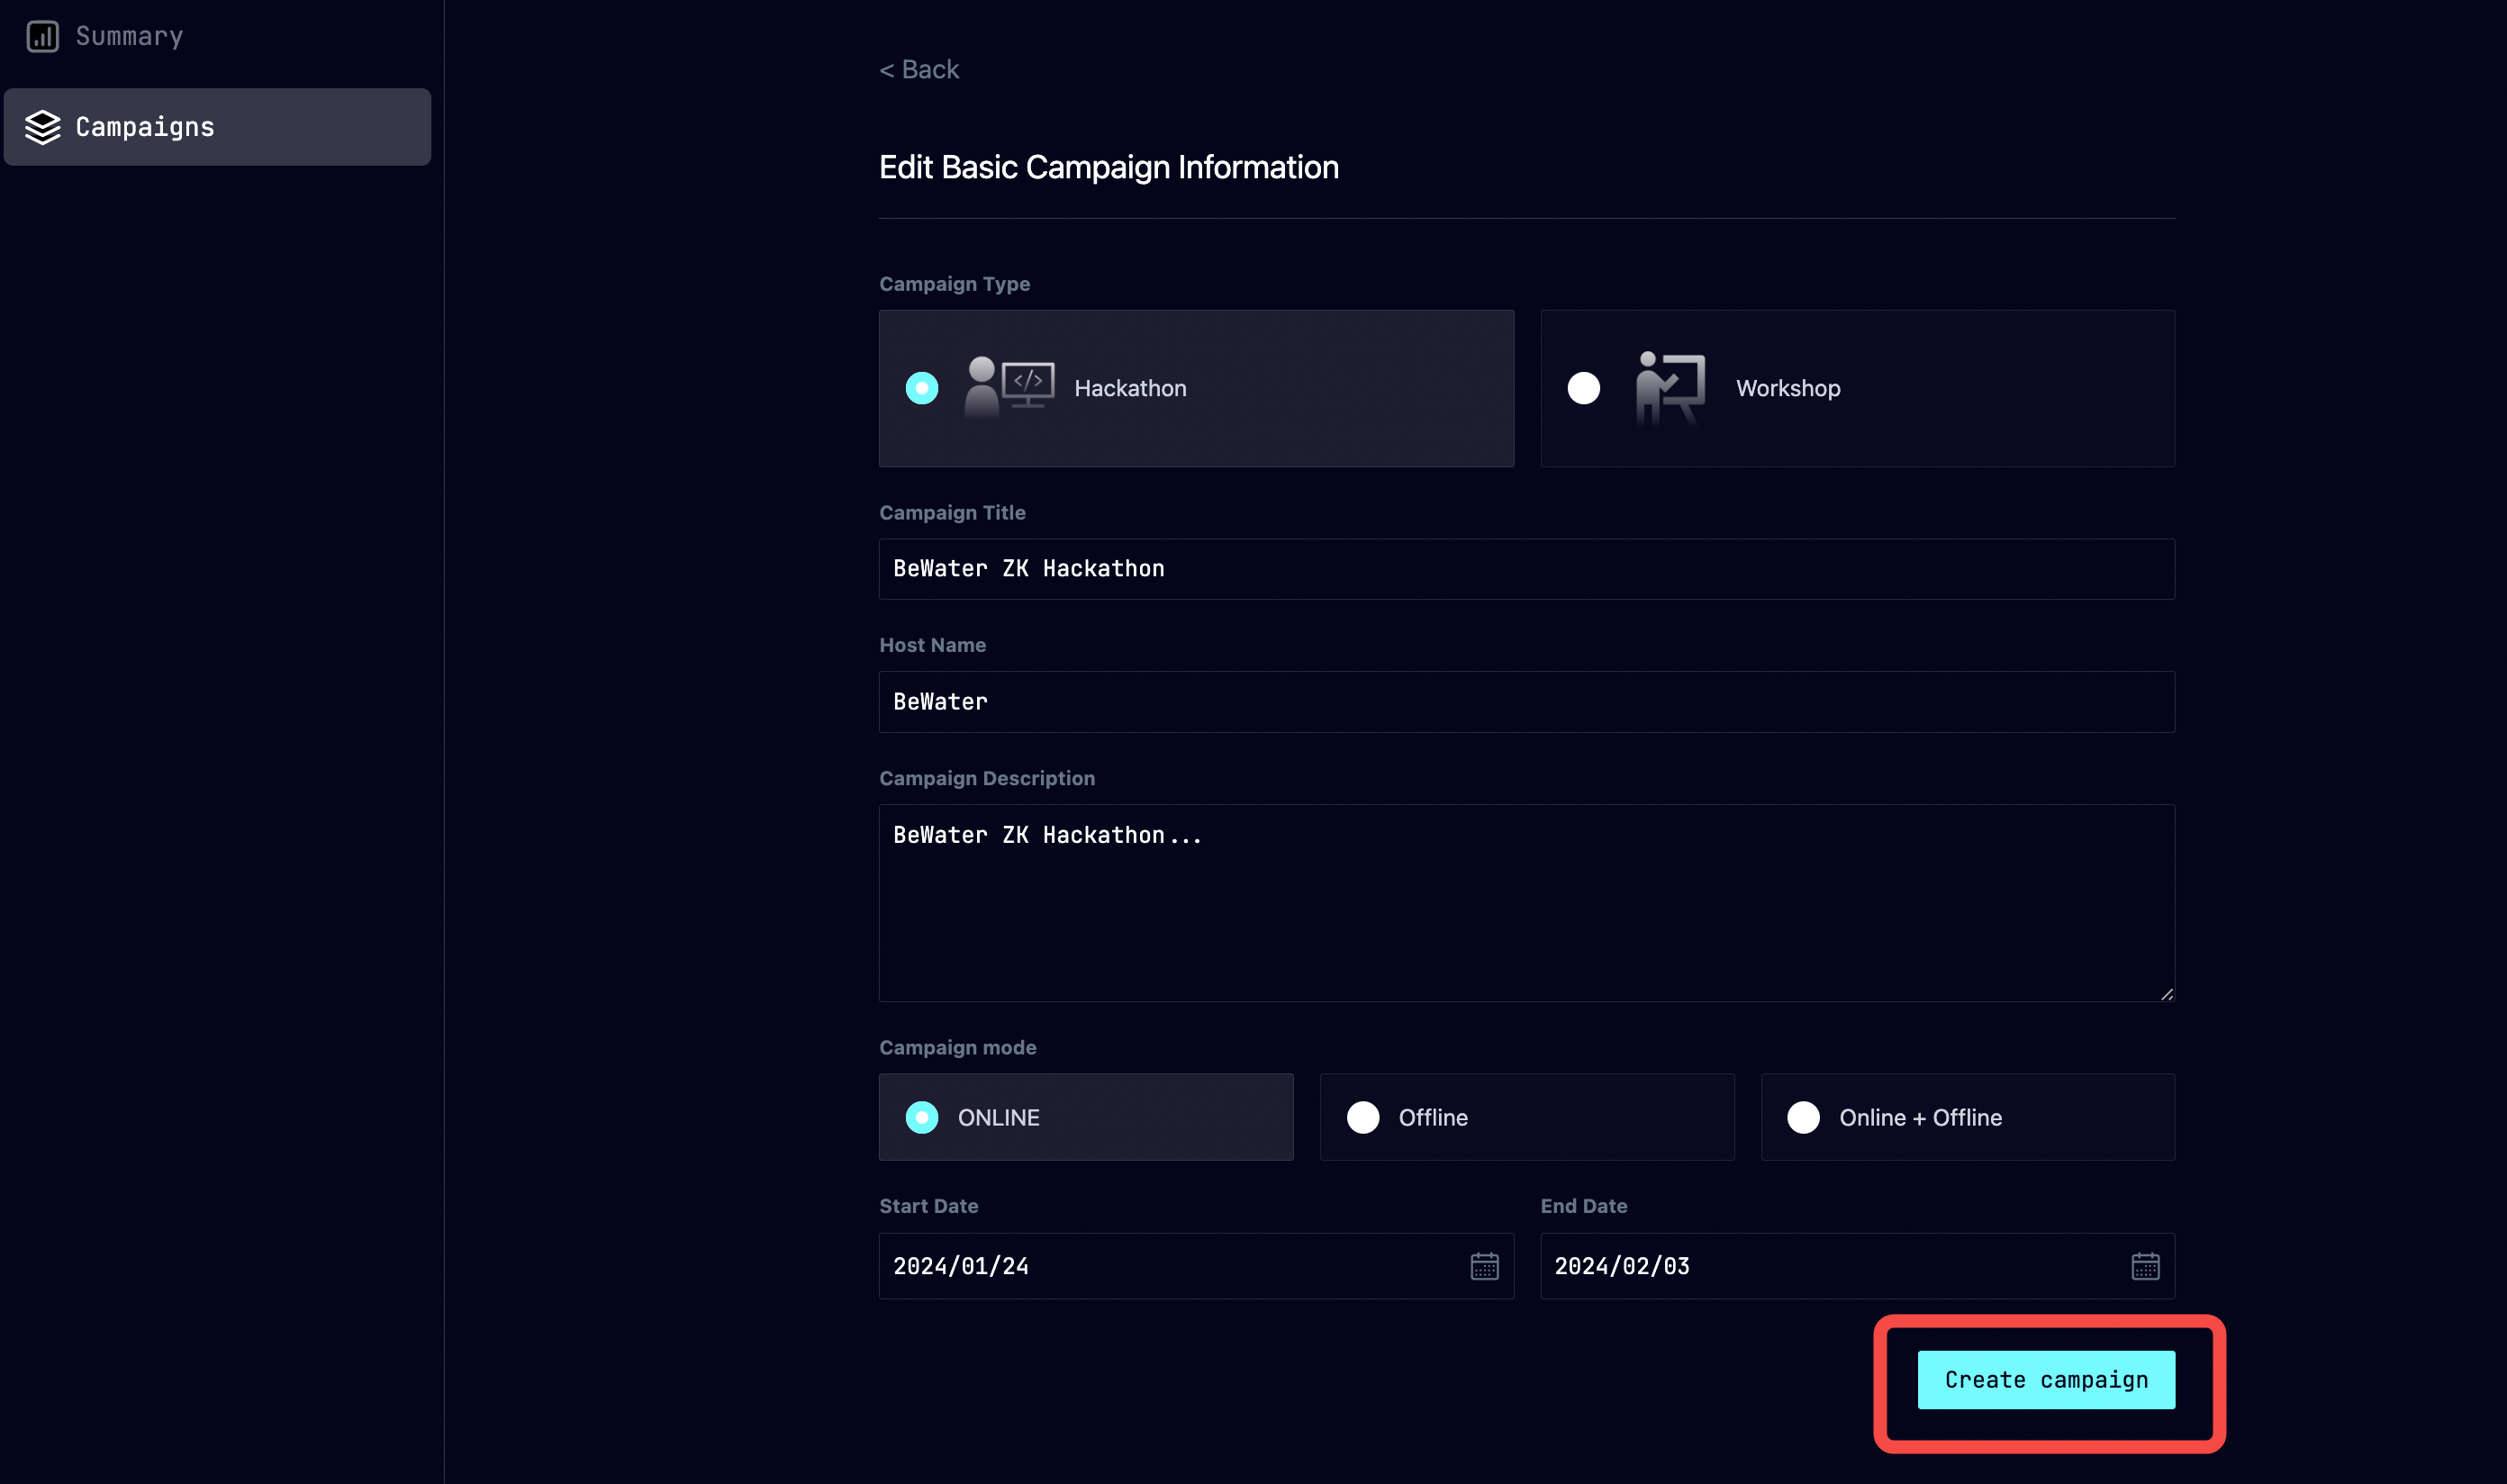 Summary
Campaigns
< Back
Edit Basic Campaign Information
Campaign Type
Hackathon
Workshop
Campaign Title
BeWater ZK Hackathon
Host Name
BeWater
Campaign Description
BeWater ZK Hackathon...
Campaign mode
ONLINE
Offline
Online + Offline
Start Date
End Date
2024/01/24
2024/02/03
Create campaign